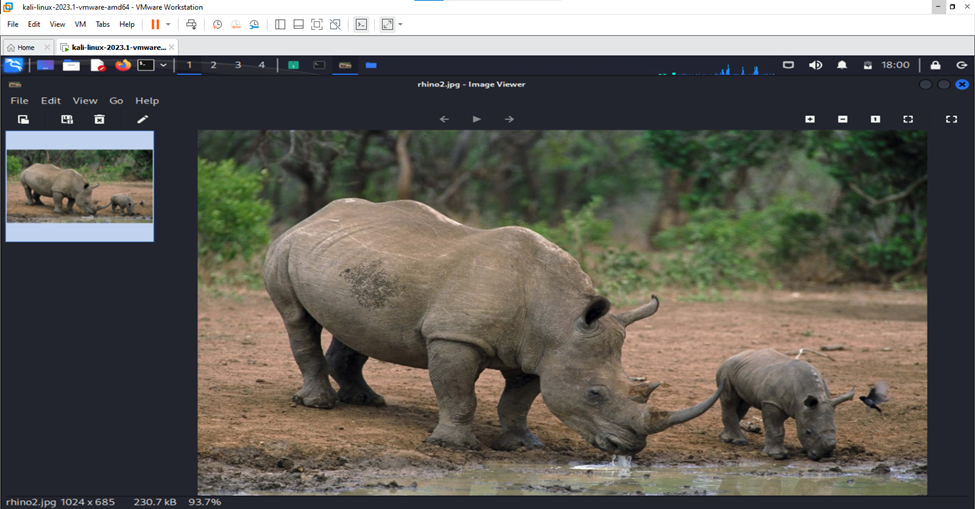 kali-linux-2023.1-vmware-amd64 - VMware Workstation
File Edit View VM Tabs Help
Home kali-linux-2023.1-vmware...
1 2 3 4 18:00
rhino2.jpg - Image Viewer
File Edit View Go Help
rhino2.jpg 1024 x 685 230.7 kB 93.7%